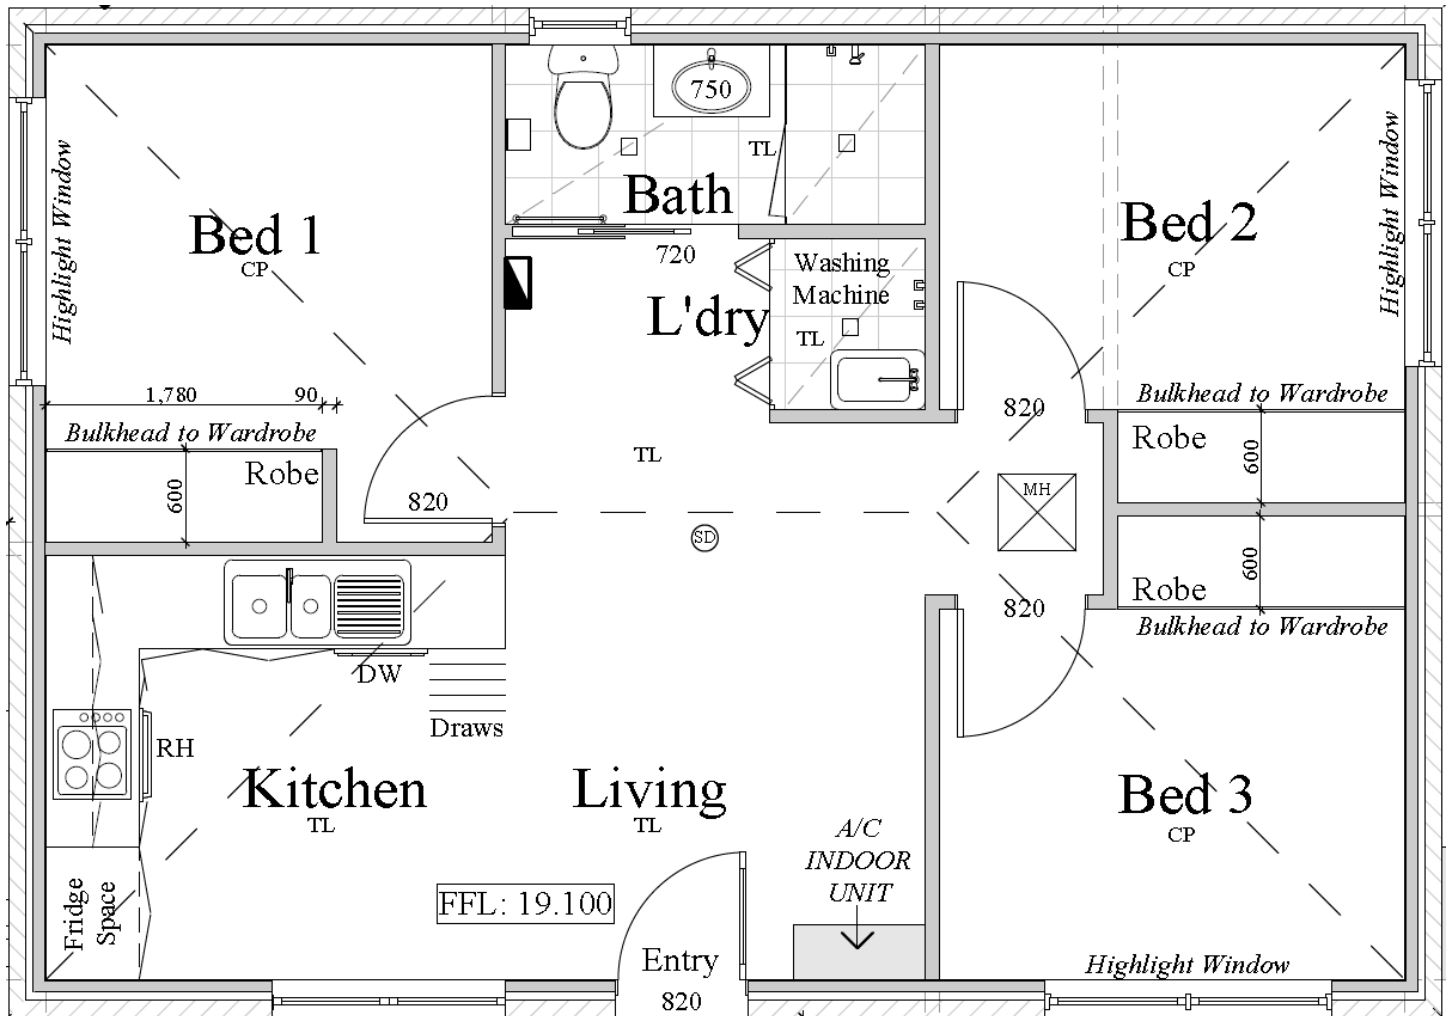 750
TL
Bath
720
Highlight Window
Bed 1
CP
Washing
Machine
TL
L'dry
Bed 2
CP
Highlight Window
1,780
90
Bulkhead to Wardrobe
Robe
600
820
TL
820
Bulkhead to Wardrobe
Robe
600
MH
SD
600
Robe
820
Bulkhead to Wardrobe
DW
Draws
RH
Kitchen
TL
Living
TL
Bed 3
CP
A/C
INDOOR
UNIT
Fridge
Space
FFL: 19.100
Entry
820
Highlight Window